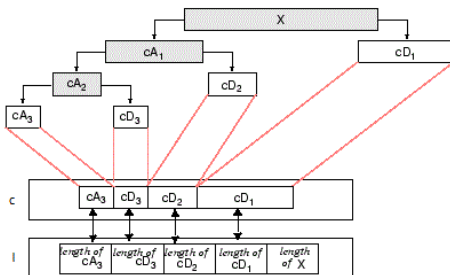 X
cA1
cD1
cA2
cD2
cA3
cD3
c
cA3 cD3 cD2 cD1
l
length of length of length of length of length
cA3 cD3 cD2 cD1 of X